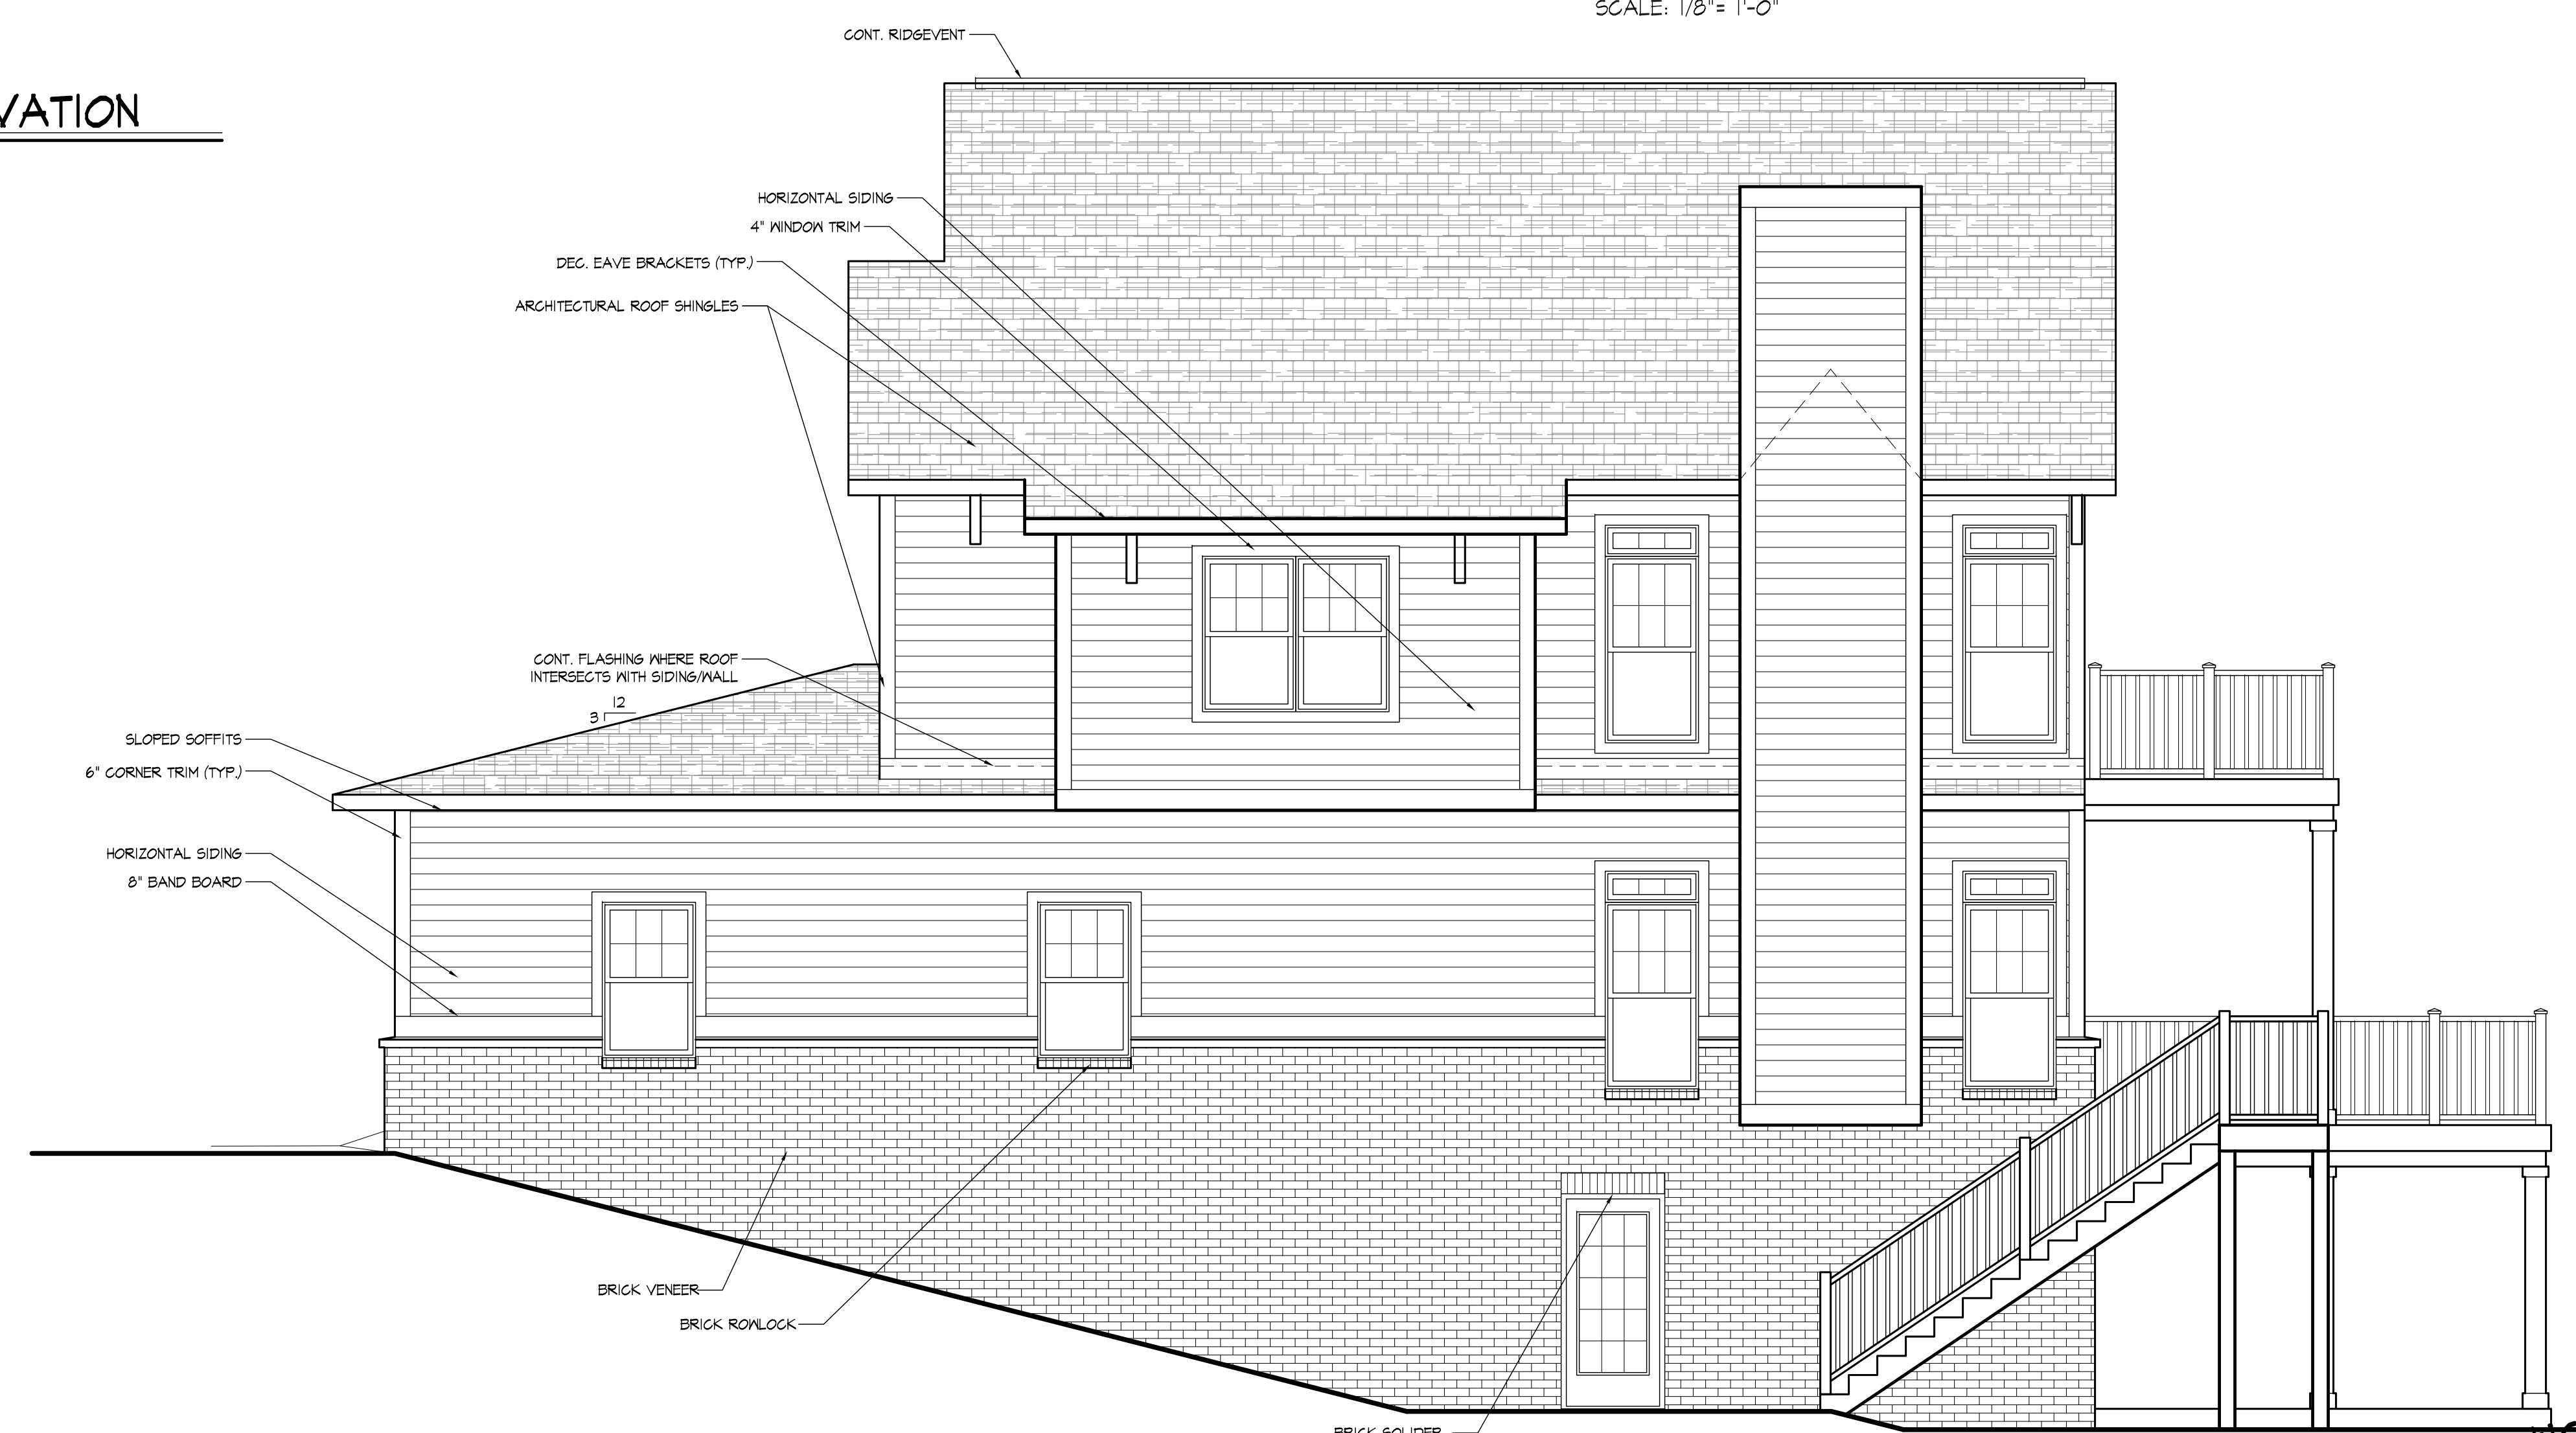 SCALE: 1/8"= 1'-0"
CONT. RIDGEVENT
VATION
HORIZONTAL SIDING
4" WINDOW TRIM
DEC. EAVE BRACKETS (TYP.)
ARCHITECTURAL ROOF SHINGLES
CONT. FLASHING WHERE ROOF
INTERSECTS WITH SIDING/WALL
12
3
SLOPED SOFFITS
6" CORNER TRIM (TYP.)
HORIZONTAL SIDING
8" BAND BOARD
BRICK VENEER
BRICK ROWLOCK
BRICK SOLIDER